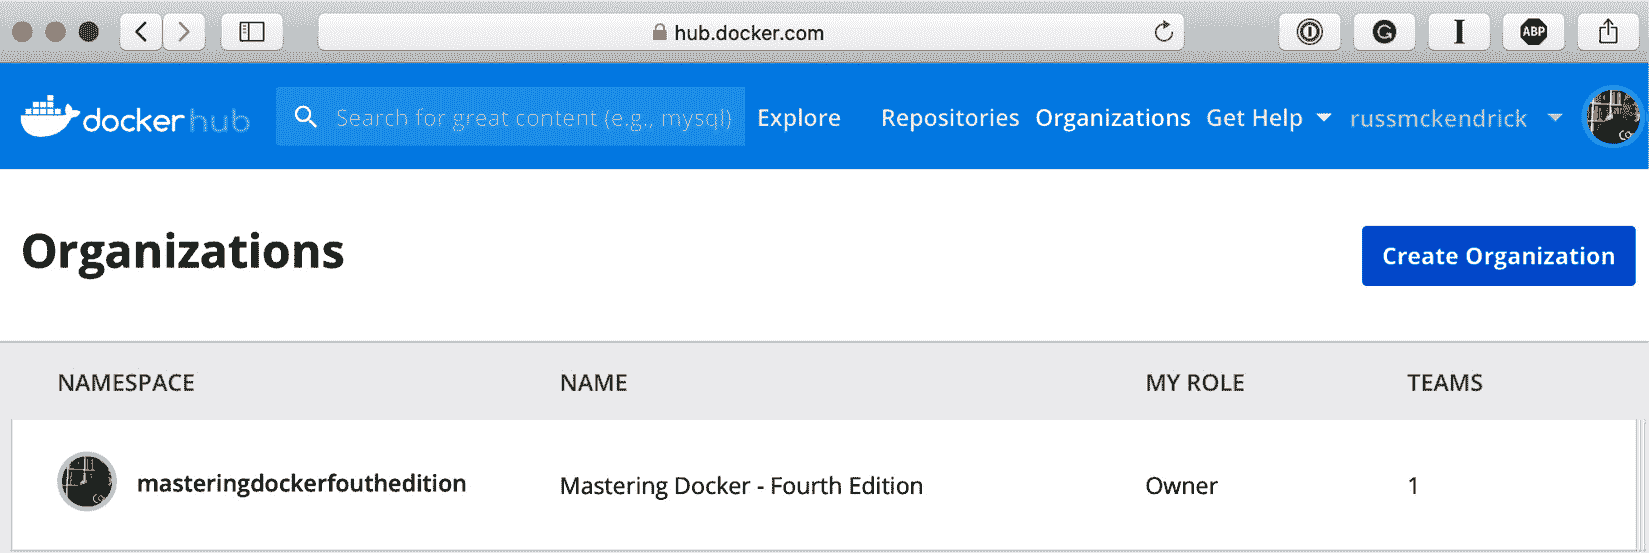 hub.docker.com
ABP
docker hub Search for great content (e.g., mysql) Explore Repositories Organizations Get Help russmckendrick
Organizations
Create Organization
NAMESPACE NAME MY ROLE TEAMS
masteringdockerfouthedition Mastering Docker - Fourth Edition Owner 1